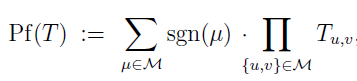 Pf(T) := ∑_{μ∈ℳ} sgn(μ) · ∏_{{u,v}∈ℳ} T_{u,v}.